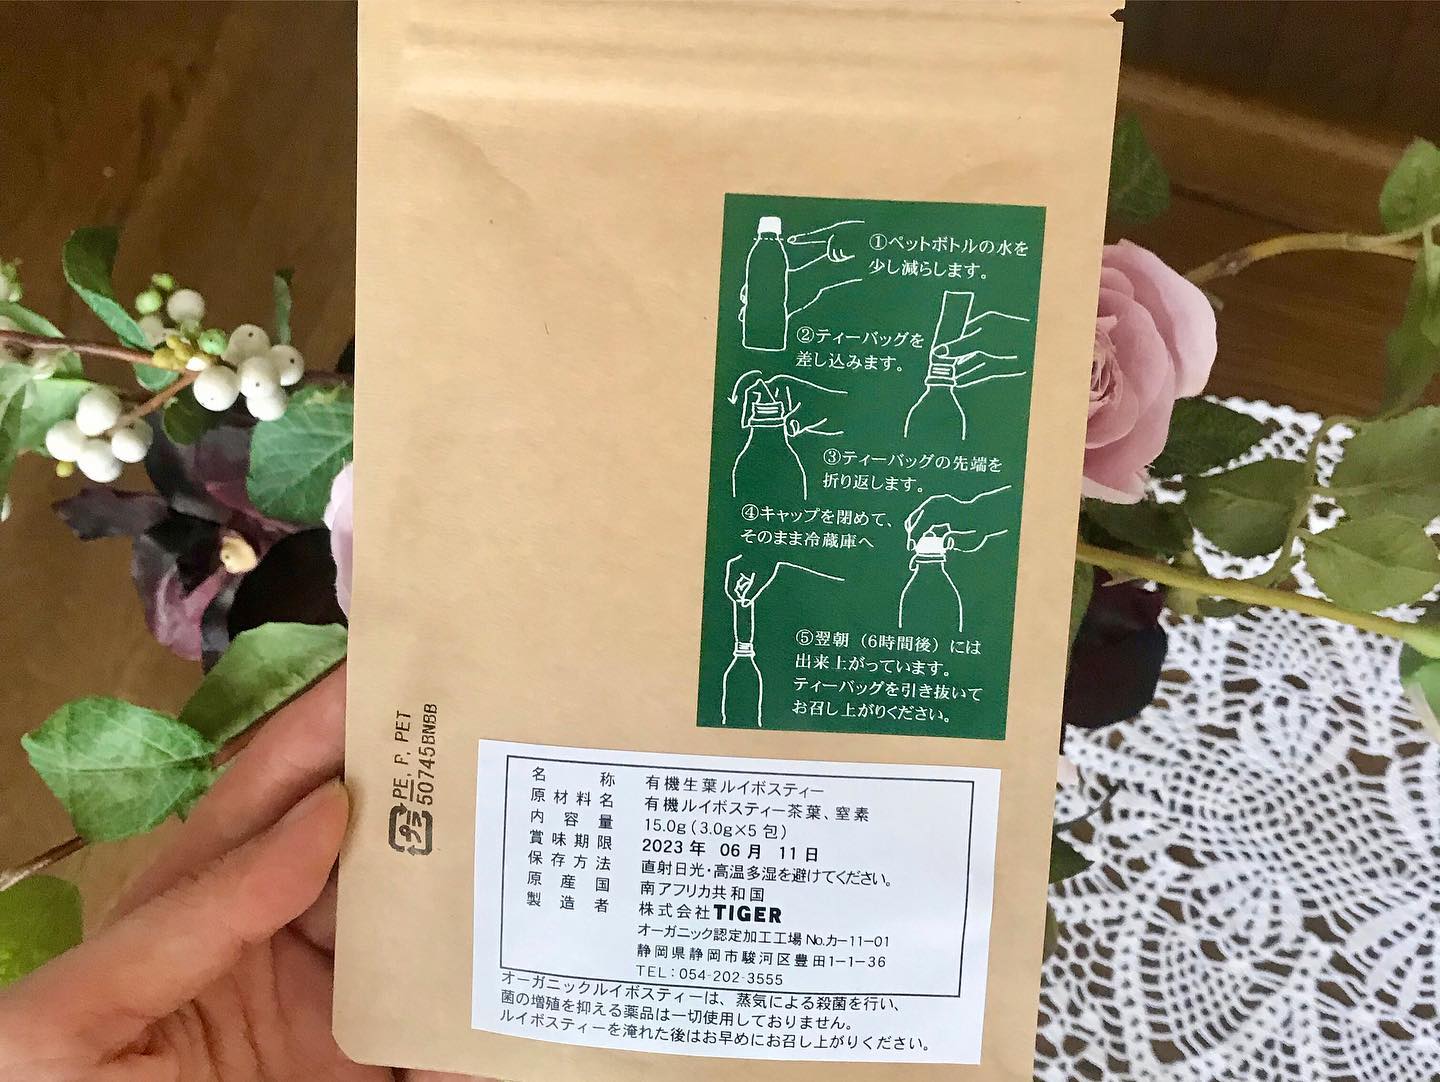 ①ペットボトルの水を
少し減らします。
②ティーバッグを
差し込みます。
③ティーバッグの先端を
折り返します。
④キャップを閉めて、
そのまま冷蔵庫へ
⑤翌朝（6時間後）には
出来上がっています。
ティーバッグを引き抜いて
お召し上がりください。
PE, P, PET
50745BNBB
名称 有機生葉ルイボスティー
原材料名 有機ルイボスティー茶葉、窒素
内容量 15.0g（3.0g×5包）
賞味期限 2023年 06月 11日
保存方法 直射日光・高温多湿を避けてください。
原産国 南アフリカ共和国
製造者 株式会社TIGER
オーガニック認定加工工場 No.カー11-01
静岡県静岡市駿河区豊田1-1-36
TEL：054-202-3555
オーガニックルイボスティーは、蒸気による殺菌を行い、
菌の増殖を抑える薬品は一切使用しておりません。
ルイボスティーを淹れた後はお早めにお召し上がりください。